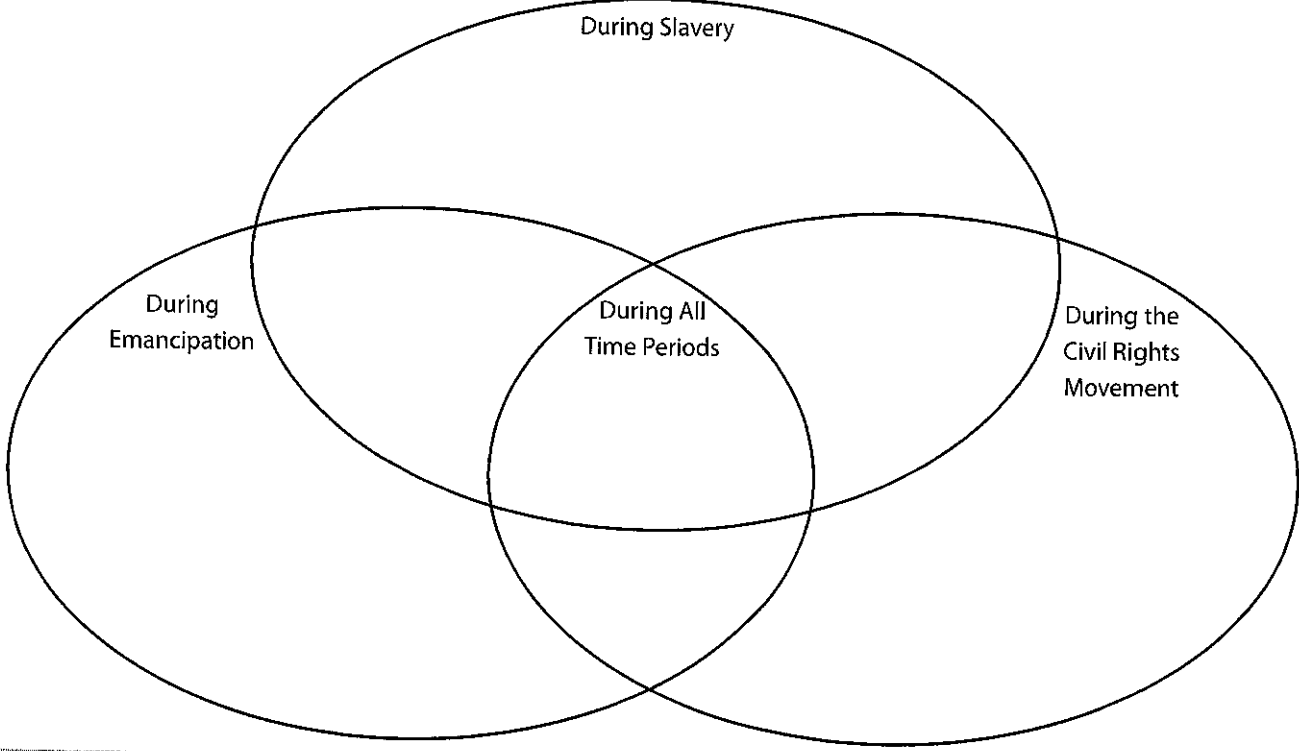 During Slavery
During
Emancipation
During All
Time Periods
During the
Civil Rights
Movement